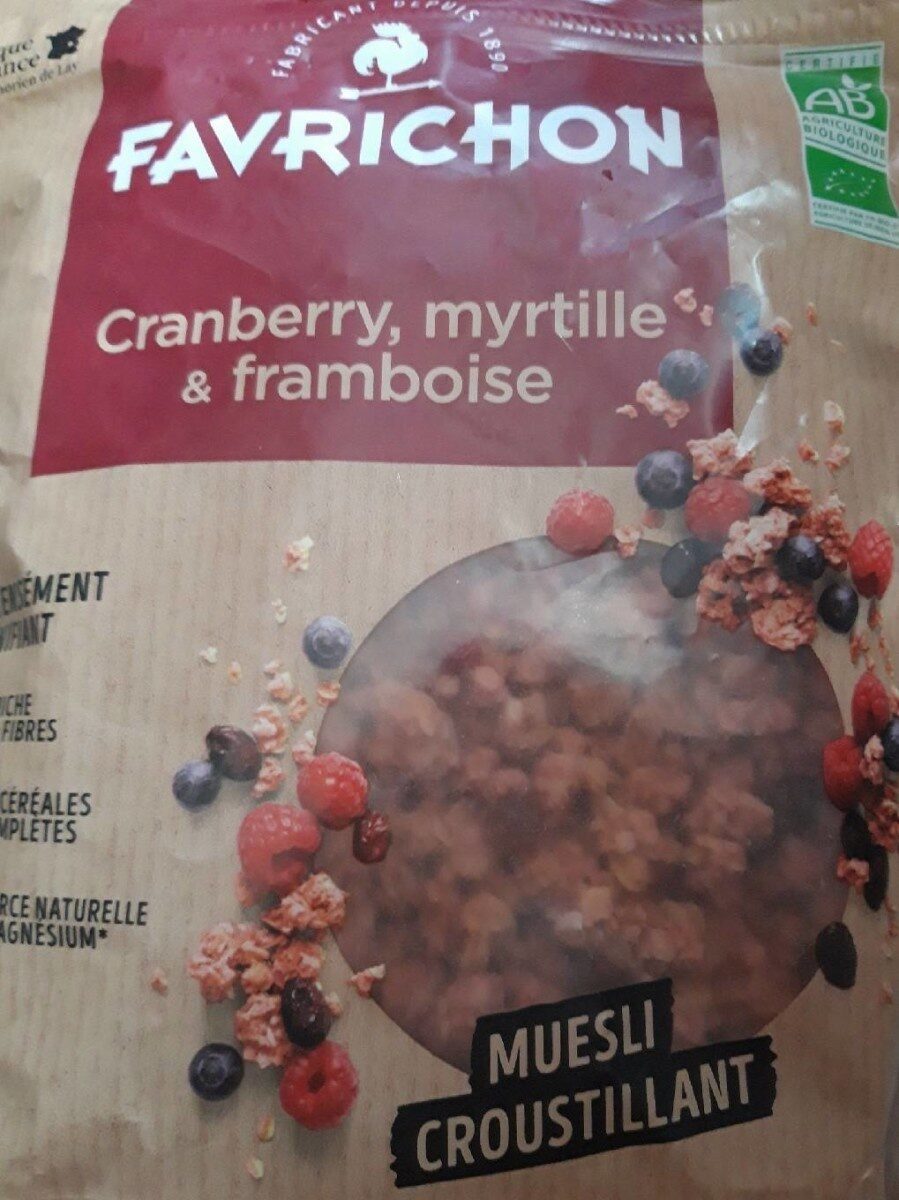 FABRICANT DEPUIS 1890
FAVRICHON
Cranberry, myrtille
& framboise
CERTIFIÉ
AB
AGRICULTURE
BIOLOGIQUE
RCE NATURELLE
AGNÉSIUM*
ICHE
FIBRES
CÉRÉALES
MPLÈTES
MUESLI
CROUSTILLANT